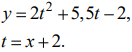 y = 2t² + 5,5t − 2,
t = x + 2.